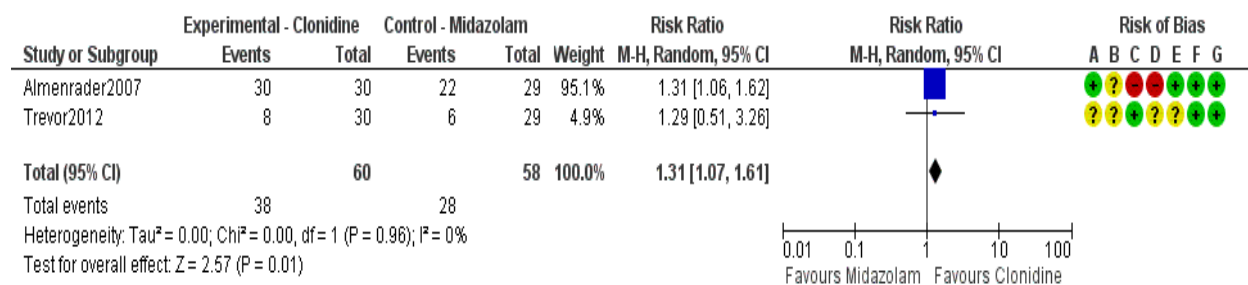 Experimental - Clonidine Control - Midazolam Risk Ratio Risk Ratio Risk of Bias
Study or Subgroup Events Total Events Total Weight M-H, Random, 95% CI M-H, Random, 95% CI A B C D E F G
Almenrader2007 30 30 22 29 95.1% 1.31 [1.06, 1.62] + ? - - + + +
Trevor2012 8 30 6 29 4.9% 1.29 [0.51, 3.26] ? ? + ? ? + +
Total (95% CI) 60 58 100.0% 1.31 [1.07, 1.61]
Total events 38 28
Heterogeneity: Tau² = 0.00; Chi² = 0.00, df = 1 (P = 0.96); I² = 0%
Test for overall effect: Z = 2.57 (P = 0.01)
0.01 0.1 1 10 100
Favours Midazolam Favours Clonidine